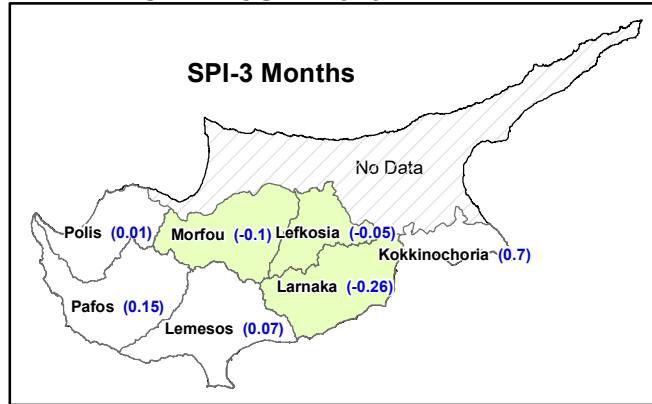 SPI-3 Months
No Data
Polis (0.01)
Morfou (-0.1)
Lefkosia (-0.05)
Kokkinochoria (0.7)
Larnaka (-0.26)
Pafos (0.15)
Lemesos (0.07)